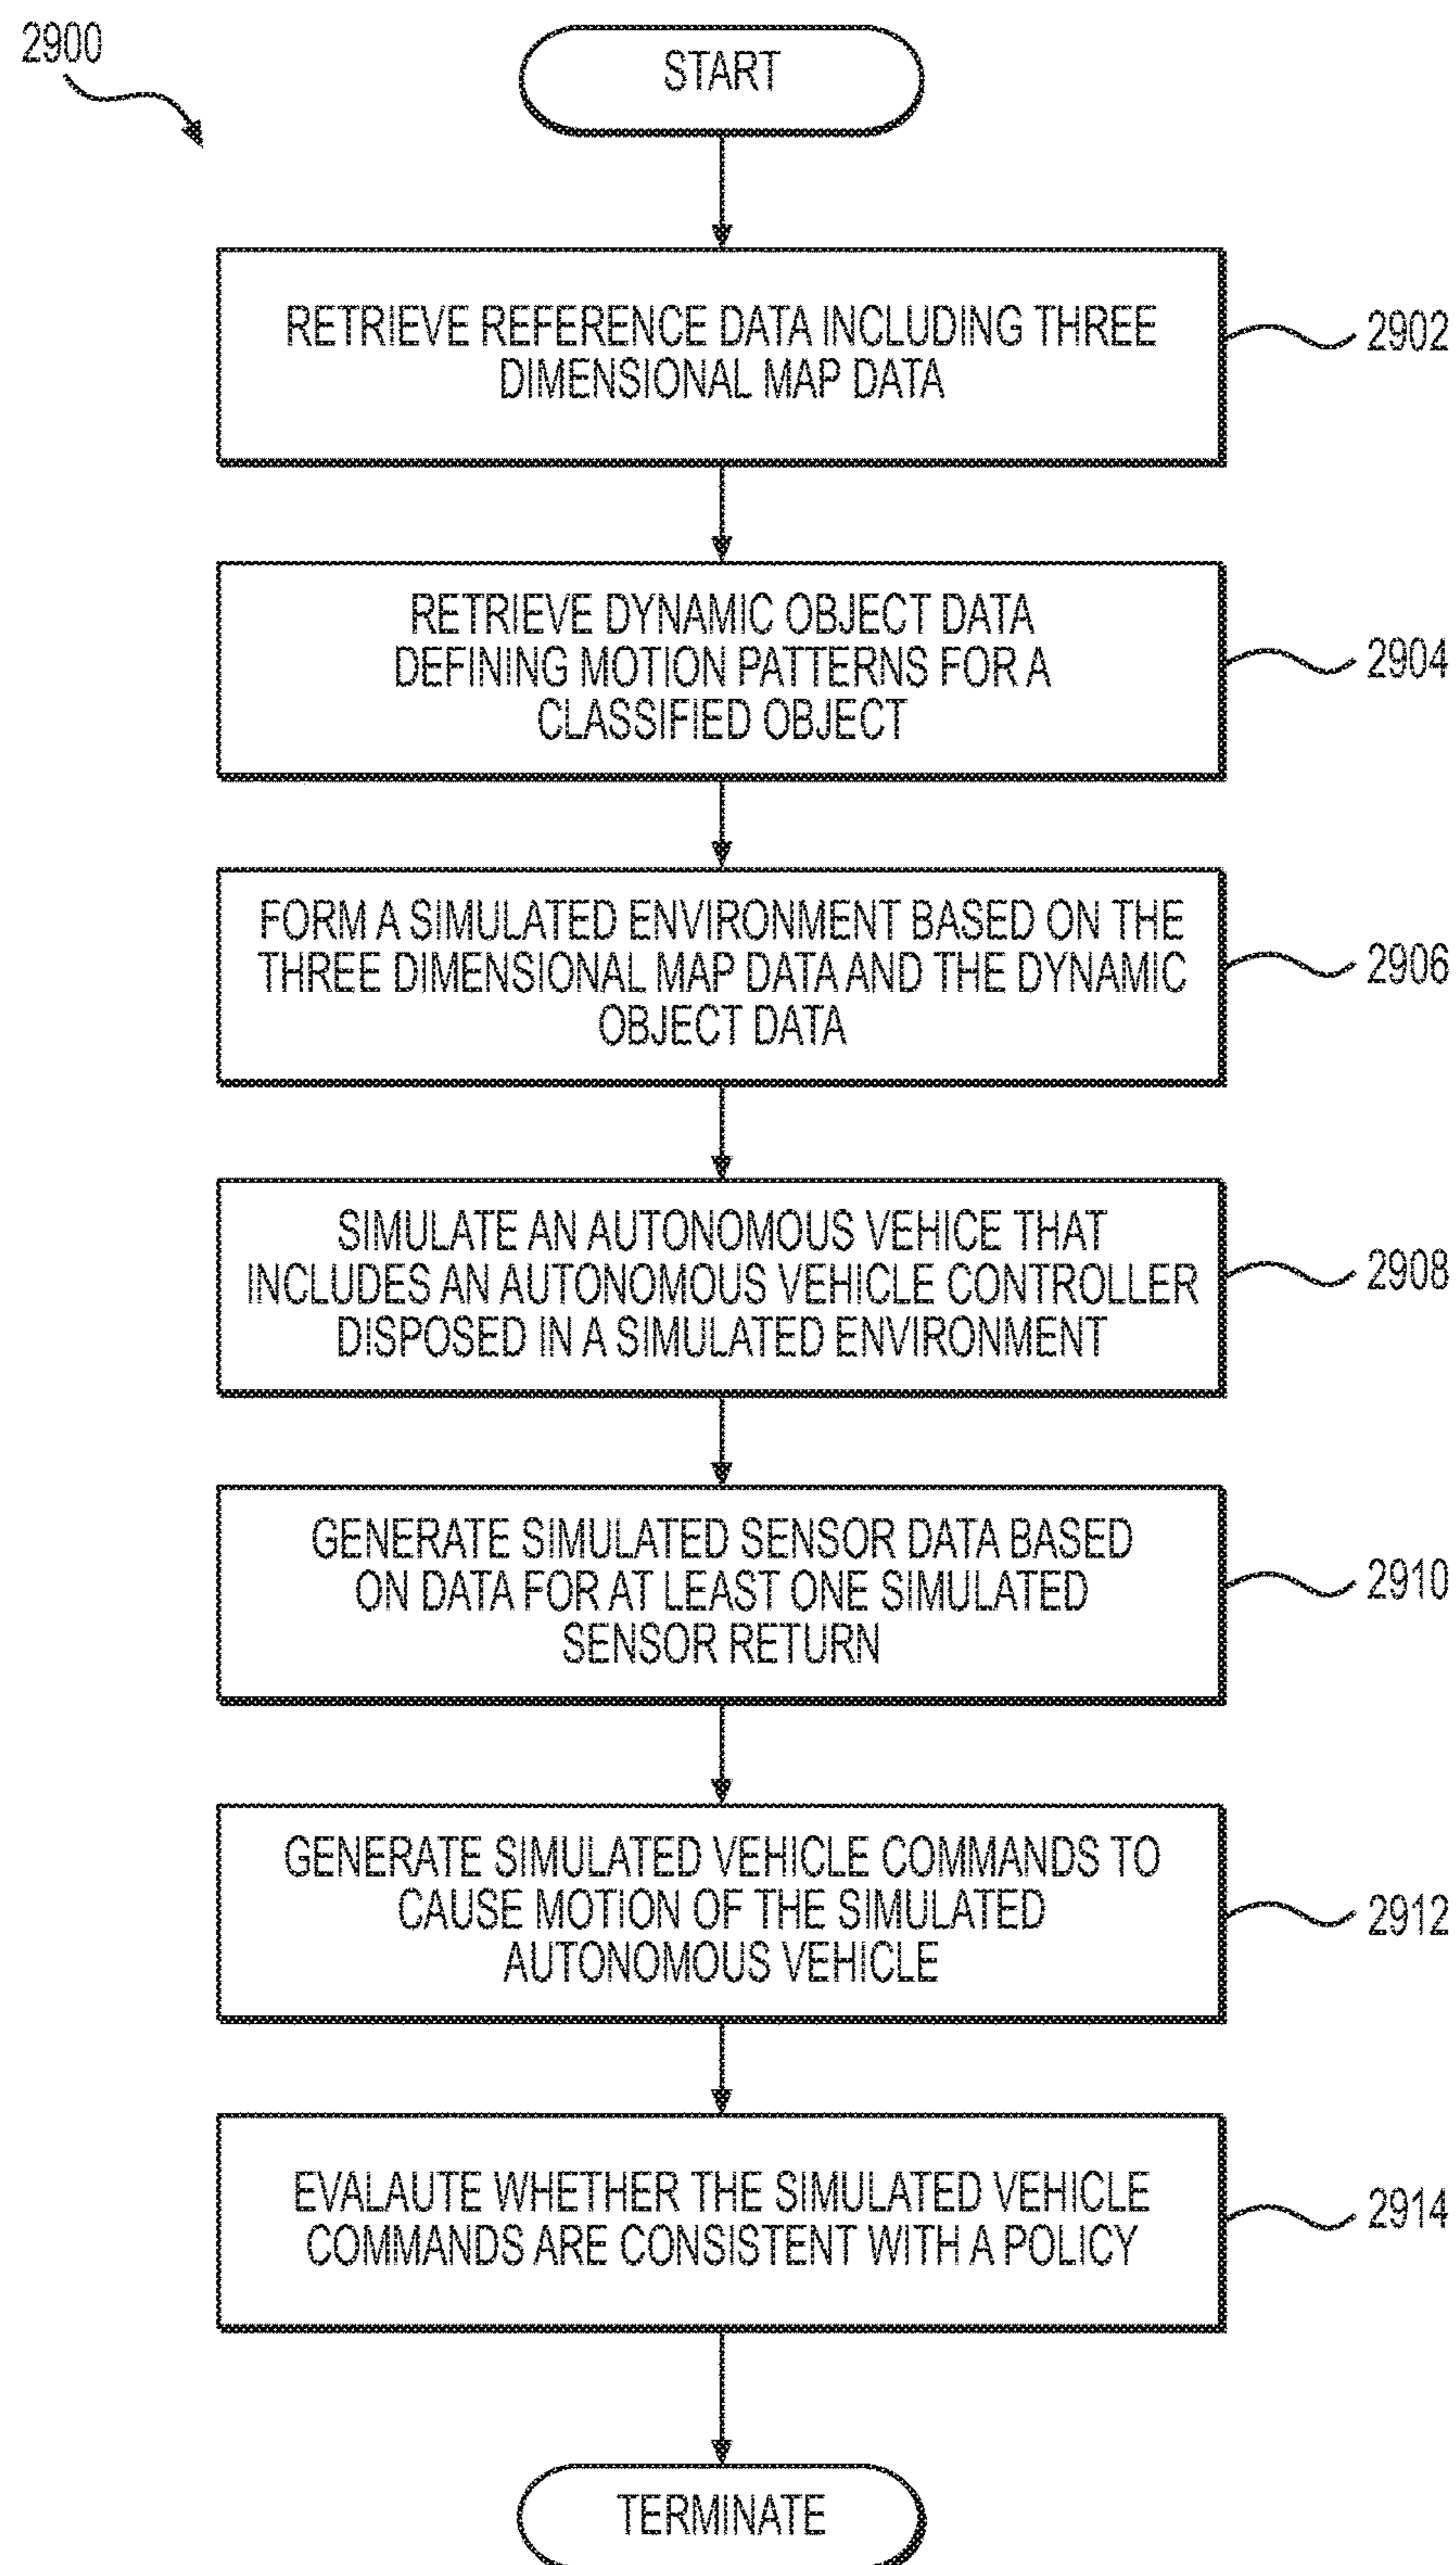 2900
START
RETRIEVE REFERENCE DATA INCLUDING THREE
DIMENSIONAL MAP DATA
2902
RETRIEVE DYNAMIC OBJECT DATA
DEFINING MOTION PATTERNS FOR A
CLASSIFIED OBJECT
2904
FORM A SIMULATED ENVIRONMENT BASED ON THE
THREE DIMENSIONAL MAP DATA AND THE DYNAMIC
OBJECT DATA
2906
SIMULATE AN AUTONOMOUS VEHICE THAT
INCLUDES AN AUTONOMOUS VEHICLE CONTROLLER
DISPOSED IN A SIMULATED ENVIRONMENT
2908
GENERATE SIMULATED SENSOR DATA BASED
ON DATA FOR AT LEAST ONE SIMULATED
SENSOR RETURN
2910
GENERATE SIMULATED VEHICLE COMMANDS TO
CAUSE MOTION OF THE SIMULATED
AUTONOMOUS VEHICLE
2912
EVALAUTE WHETHER THE SIMULATED VEHICLE
COMMANDS ARE CONSISTENT WITH A POLICY
2914
TERMINATE